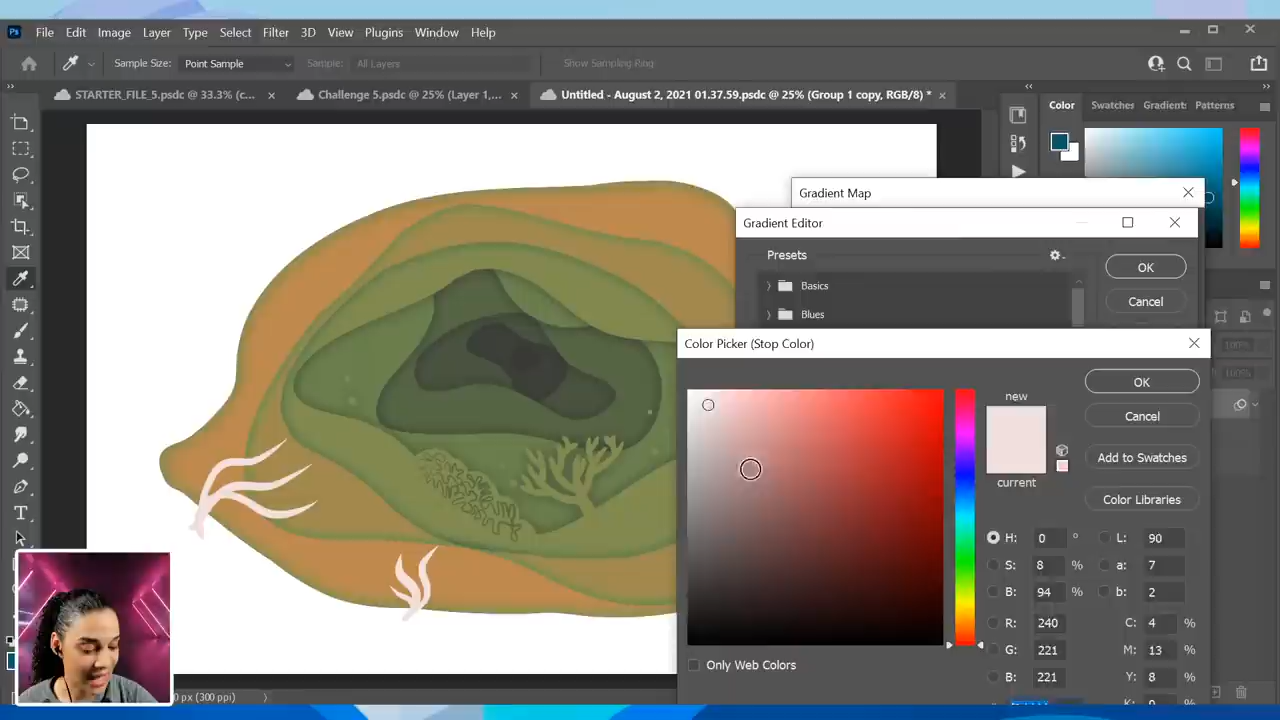 Ps File Edit Image Layer Type Select Filter 3D View Plugins Window Help
Sample Size: Point Sample Sample: All Layers Show Sampling Ring
STARTER_FILE_5.psdc @ 33.3% (c... × Challenge 5.psdc @ 25% (Layer 1,... × Untitled - August 2, 2021 01.37.59.psdc @ 25% (Group 1 copy, RGB/8) * ×
Color Swatches Gradient: Patterns
Gradient Map
Gradient Editor
Presets
OK
Basics
Cancel
Blues
Color Picker (Stop Color)
100%
100%
OK
new
Cancel
Add to Swatches
current
Color Libraries
H: 0 ° L: 90
S: 8 % a: 7
B: 94 % b: 2
R: 240 C: 4 %
G: 221 M: 13 %
Only Web Colors
B: 221 Y: 8 %
0 px (300 ppi)